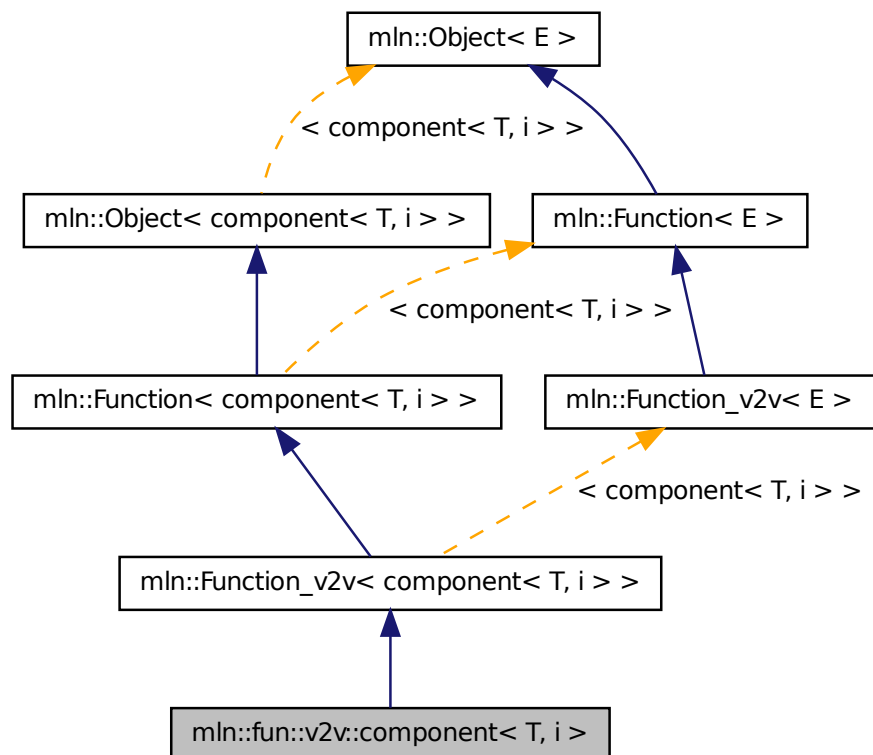 mln::Object< E >
< component< T, i > >
mln::Object< component< T, i > >
mln::Function< E >
< component< T, i > >
mln::Function< component< T, i > >
mln::Function_v2v< E >
< component< T, i > >
mln::Function_v2v< component< T, i > >
mln::fun::v2v::component< T, i >